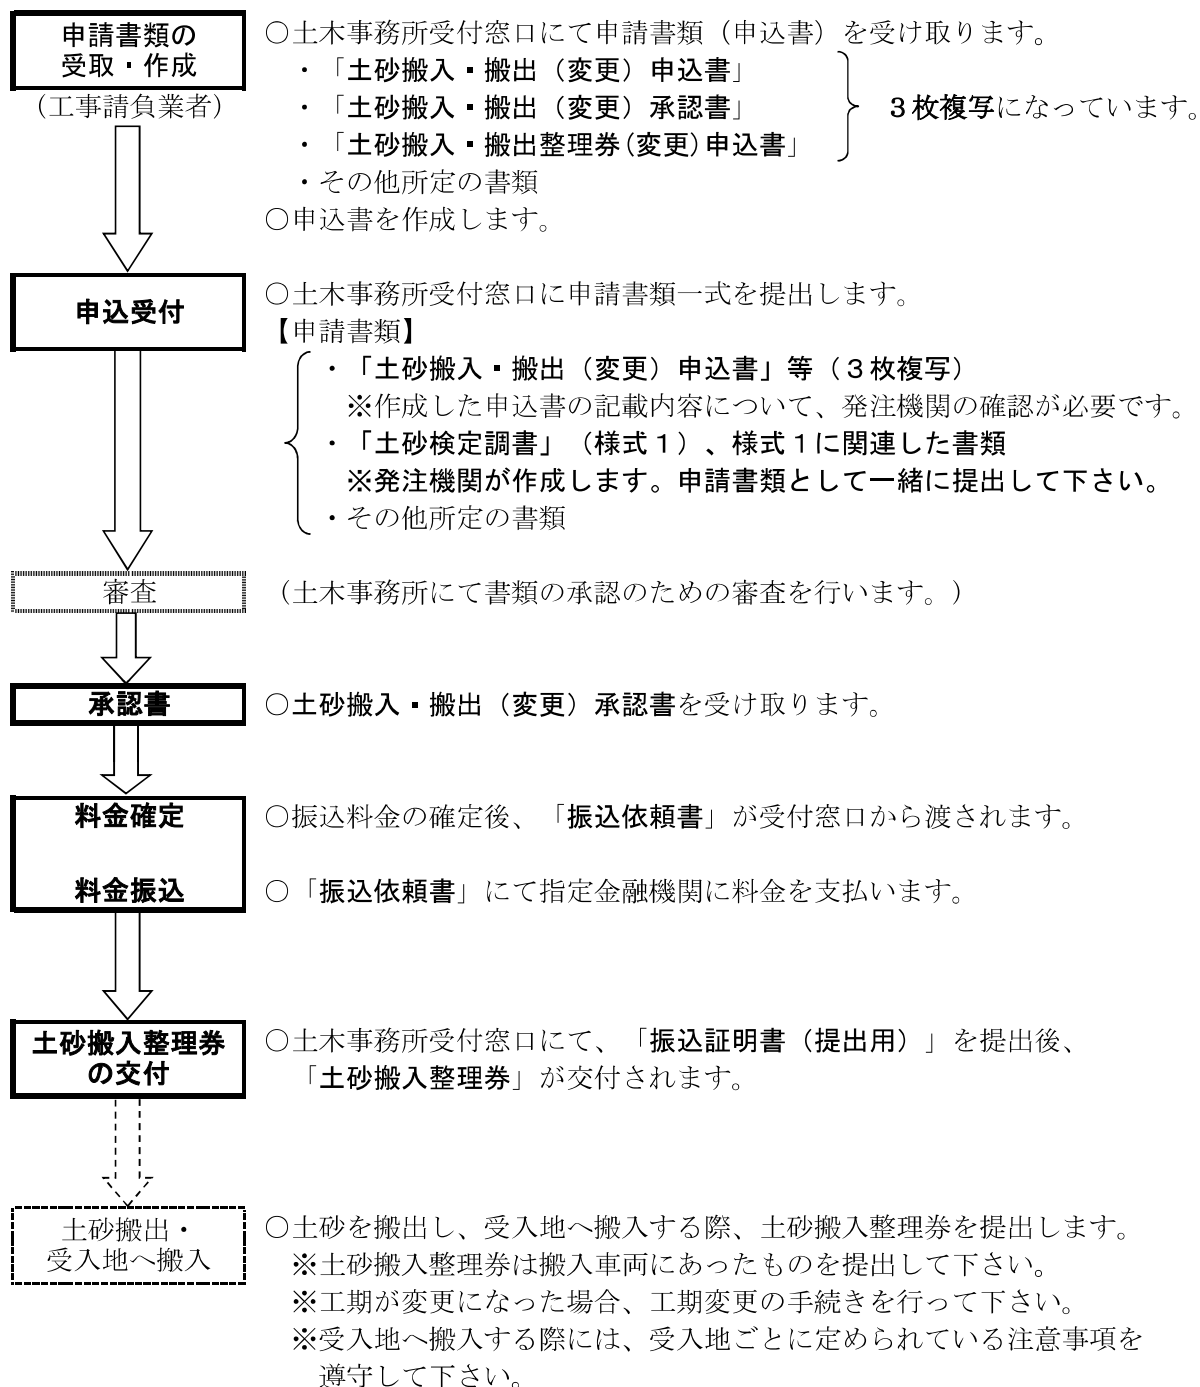 申請書類の
受取・作成
（工事請負業者）
○土木事務所受付窓口にて申請書類（申込書）を受け取ります。
・「土砂搬入・搬出（変更）申込書」
・「土砂搬入・搬出（変更）承認書」
・「土砂搬入・搬出整理券(変更)申込書」
３枚複写になっています。
・その他所定の書類
○申込書を作成します。
申込受付
○土木事務所受付窓口に申請書類一式を提出します。
【申請書類】
・「土砂搬入・搬出（変更）申込書」等（３枚複写）
※作成した申込書の記載内容について、発注機関の確認が必要です。
・「土砂検定調書」（様式１）、様式１に関連した書類
※発注機関が作成します。申請書類として一緒に提出して下さい。
・その他所定の書類
審査
（土木事務所にて書類の承認のための審査を行います。）
承認書
○土砂搬入・搬出（変更）承認書を受け取ります。
料金確定
○振込料金の確定後、「振込依頼書」が受付窓口から渡されます。
料金振込
○「振込依頼書」にて指定金融機関に料金を支払います。
土砂搬入整理券
の交付
○土木事務所受付窓口にて、「振込証明書（提出用）」を提出後、
「土砂搬入整理券」が交付されます。
土砂搬出・
受入地へ搬入
○土砂を搬出し、受入地へ搬入する際、土砂搬入整理券を提出します。
※土砂搬入整理券は搬入車両にあったものを提出して下さい。
※工期が変更になった場合、工期変更の手続きを行って下さい。
※受入地へ搬入する際には、受入地ごとに定められている注意事項を
遵守して下さい。